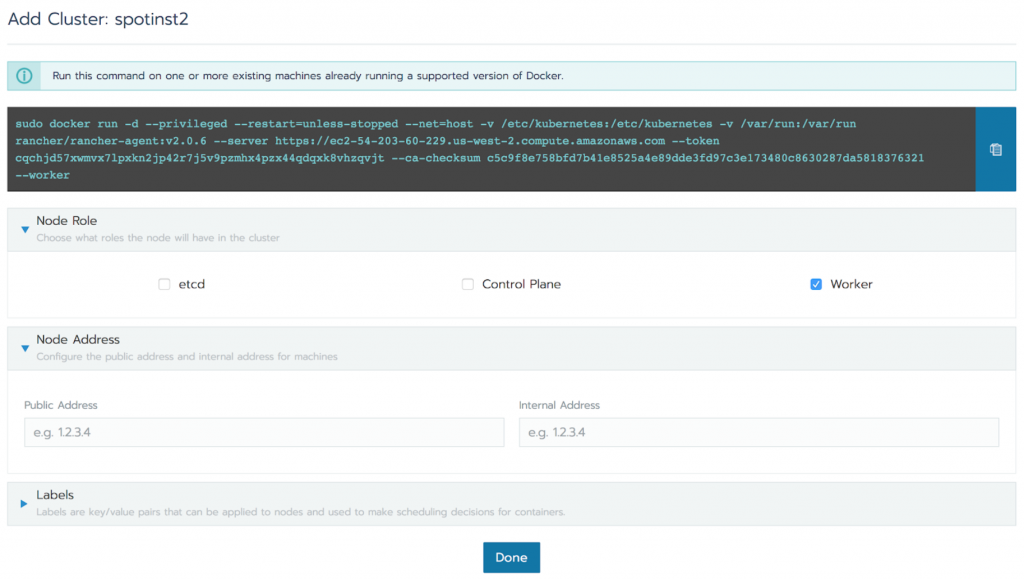 Add Cluster: spotinst2
Run this command on one or more existing machines already running a supported version of Docker.
sudo docker run -d --privileged --restart=unless-stopped --net=host -v /etc/kubernetes:/etc/kubernetes -v /var/run:/var/run
rancher/rancher-agent:v2.0.6 --server https://ec2-54-203-60-229.us-west-2.compute.amazonaws.com --token
cqchjd57xwmvx7lpxkn2jp42r7j5v9pzmhx4pzx44qdqxk8vhzqvjt --ca-checksum c5c9f8e758bfd7b41e8525a4e89dde3fd97c3e173480c8630287da5818376321
--worker
Node Role
Choose what roles the node will have in the cluster
etcd
Control Plane
Worker
Node Address
Configure the public address and internal address for machines
Public Address
Internal Address
e.g. 1.2.3.4
e.g. 1.2.3.4
Labels
Labels are key/value pairs that can be applied to nodes and used to make scheduling decisions for containers.
Done